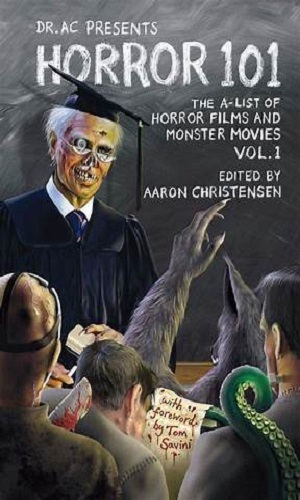 DR. AC PRESENTS
HORROR 101
THE A-LIST OF
HORROR FILMS AND
MONSTER MOVIES
VOL. 1
EDITED BY
AARON CHRISTENSEN
with
forewords
by Tom
Savini